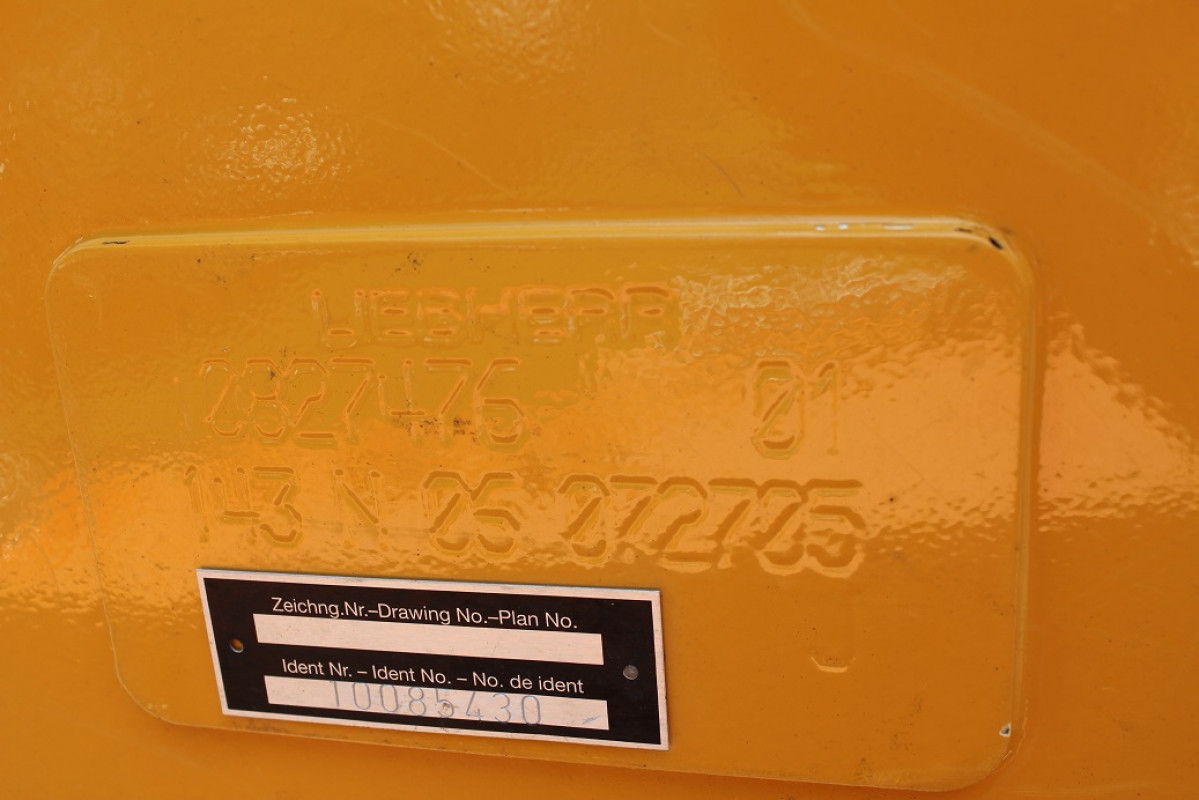 LIEBHERR
2827476 01
143 N 05 072705
Zeichng.Nr.–Drawing No.–Plan No.
Ident Nr. – Ident No. – No. de ident
10085430